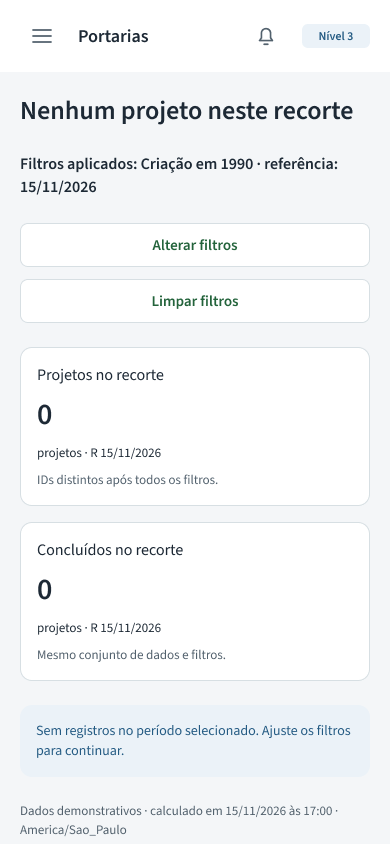 Portarias
Nível 3
Nenhum projeto neste recorte
Filtros aplicados: Criação em 1990 · referência:
15/11/2026
Alterar filtros
Limpar filtros
Projetos no recorte
0
projetos · R 15/11/2026
IDs distintos após todos os filtros.
Concluídos no recorte
0
projetos · R 15/11/2026
Mesmo conjunto de dados e filtros.
Sem registros no período selecionado. Ajuste os filtros
para continuar.
Dados demonstrativos · calculado em 15/11/2026 às 17:00 ·
America/Sao_Paulo